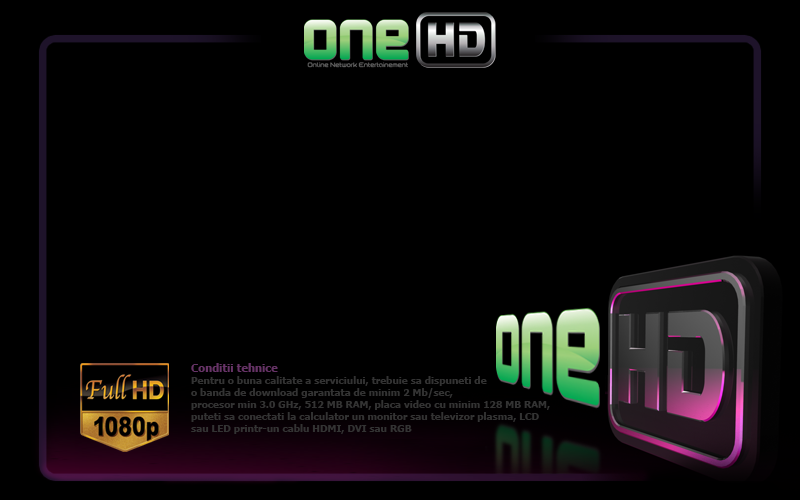 one HD
Online Network Entertainement
one HD
Full HD
1080p
Conditii tehnice
Pentru o buna calitate a serviciului, trebuie sa dispuneti de
o banda de download garantata de minim 2 Mb/sec,
procesor min 3.0 GHz, 512 MB RAM, placa video cu minim 128 MB RAM,
puteti sa conectati la calculator un monitor sau televizor plasma, LCD
sau LED printr-un cablu HDMI, DVI sau RGB